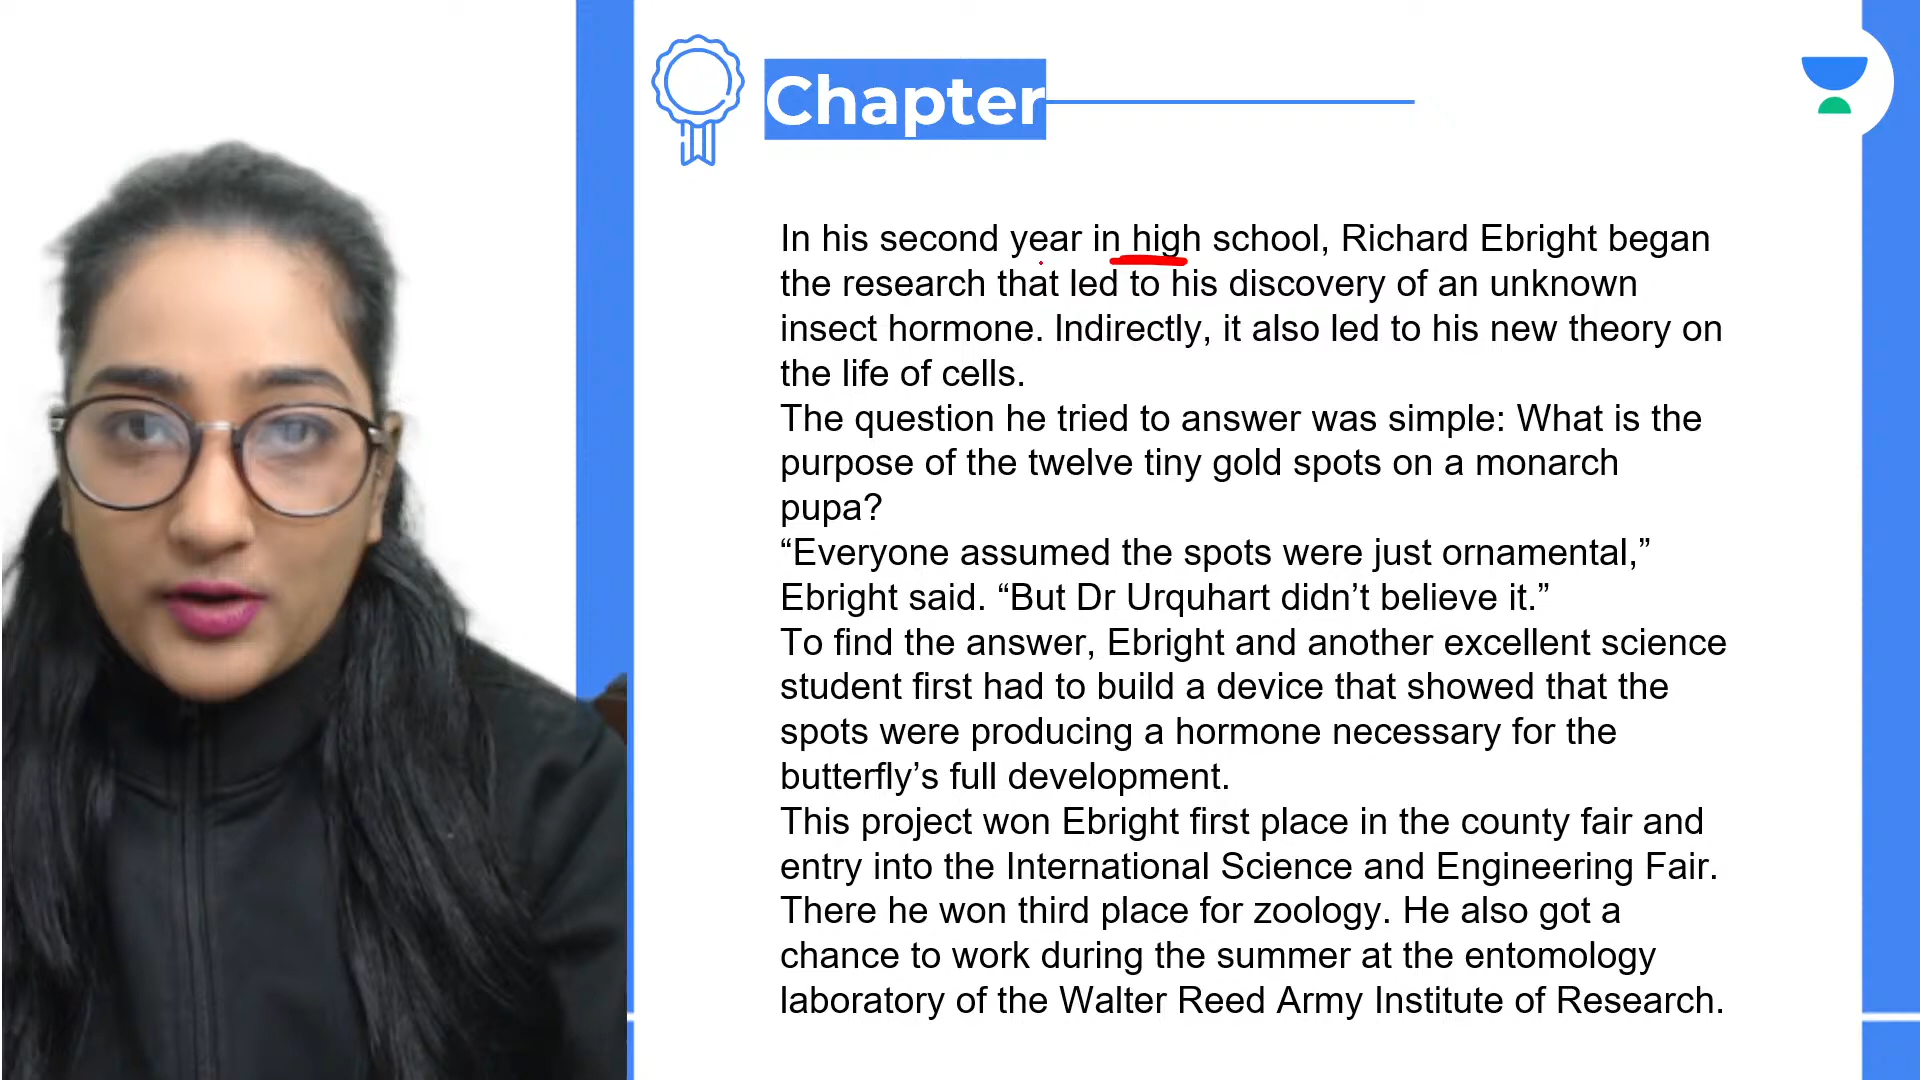 Chapter
In his second year in high school, Richard Ebright began
the research that led to his discovery of an unknown
insect hormone. Indirectly, it also led to his new theory on
the life of cells.
The question he tried to answer was simple: What is the
purpose of the twelve tiny gold spots on a monarch
pupa?
“Everyone assumed the spots were just ornamental,”
Ebright said. “But Dr Urquhart didn’t believe it.”
To find the answer, Ebright and another excellent science
student first had to build a device that showed that the
spots were producing a hormone necessary for the
butterfly’s full development.
This project won Ebright first place in the county fair and
entry into the International Science and Engineering Fair.
There he won third place for zoology. He also got a
chance to work during the summer at the entomology
laboratory of the Walter Reed Army Institute of Research.